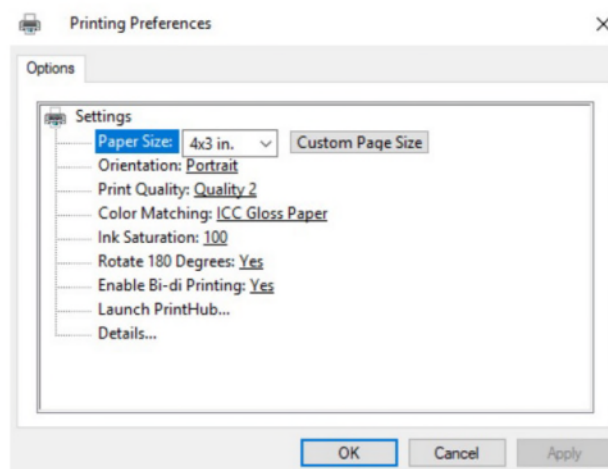 Printing Preferences
Options
Settings
Paper Size: 4x3 in. Custom Page Size
Orientation: Portrait
Print Quality: Quality 2
Color Matching: ICC Gloss Paper
Ink Saturation: 100
Rotate 180 Degrees: Yes
Enable Bi-di Printing: Yes
Launch PrintHub...
Details...
OK Cancel Apply